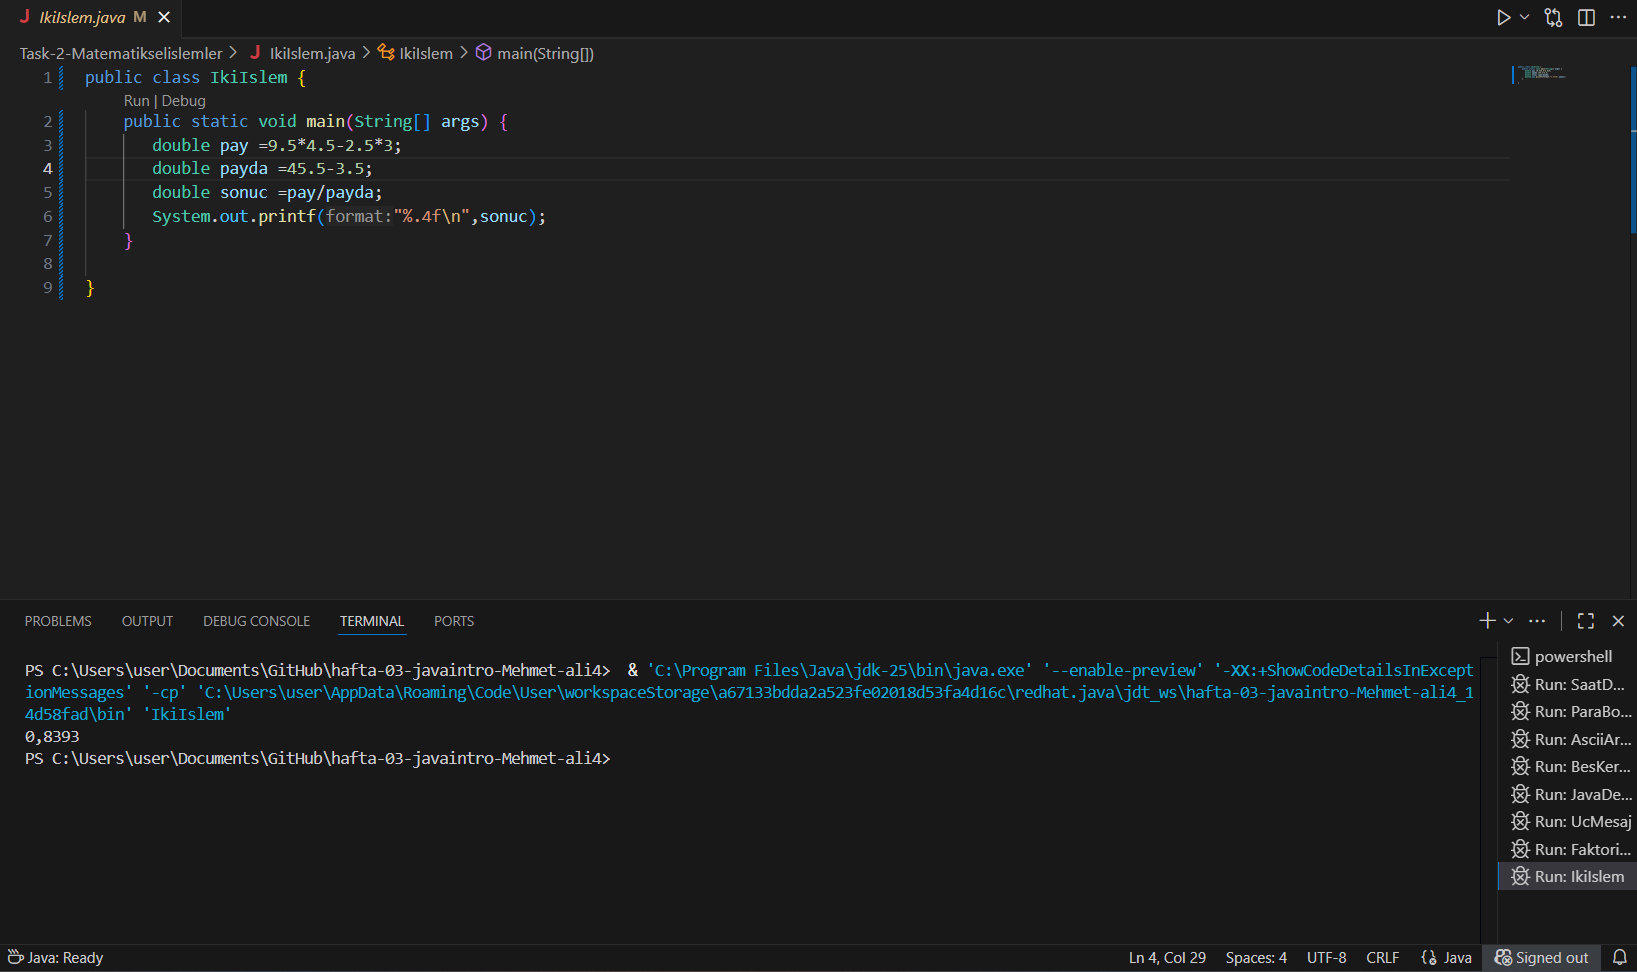 IkiIslem.java M
Task-2-Matematikselislemler > IkiIslem.java > IkiIslem > main(String[])
1 public class IkiIslem {
Run | Debug
2 public static void main(String[] args) {
3 double pay =9.5*4.5-2.5*3;
4 double payda =45.5-3.5;
5 double sonuc =pay/payda;
6 System.out.printf(format:"%.4f\n",sonuc);
7 }
8
9 }
PROBLEMS OUTPUT DEBUG CONSOLE TERMINAL PORTS
PS C:\Users\user\Documents\GitHub\hafta-03-javaintro-Mehmet-ali4> & 'C:\Program Files\Java\jdk-25\bin\java.exe' '--enable-preview' '-XX:+ShowCodeDetailsInExcept
ionMessages' '-cp' 'C:\Users\user\AppData\Roaming\Code\User\workspaceStorage\a67133bdda2a523fe02018d53fa4d16c\redhat.java\jdt_ws\hafta-03-javaintro-Mehmet-ali4_1
4d58fad\bin' 'IkiIslem'
0,8393
PS C:\Users\user\Documents\GitHub\hafta-03-javaintro-Mehmet-ali4>
powershell
Run: SaatD...
Run: ParaBo...
Run: AsciiAr...
Run: BesKer...
Run: JavaDe...
Run: UcMesaj
Run: Faktori...
Run: IkiIslem
Java: Ready
Ln 4, Col 29 Spaces: 4 UTF-8 CRLF Java Signed out